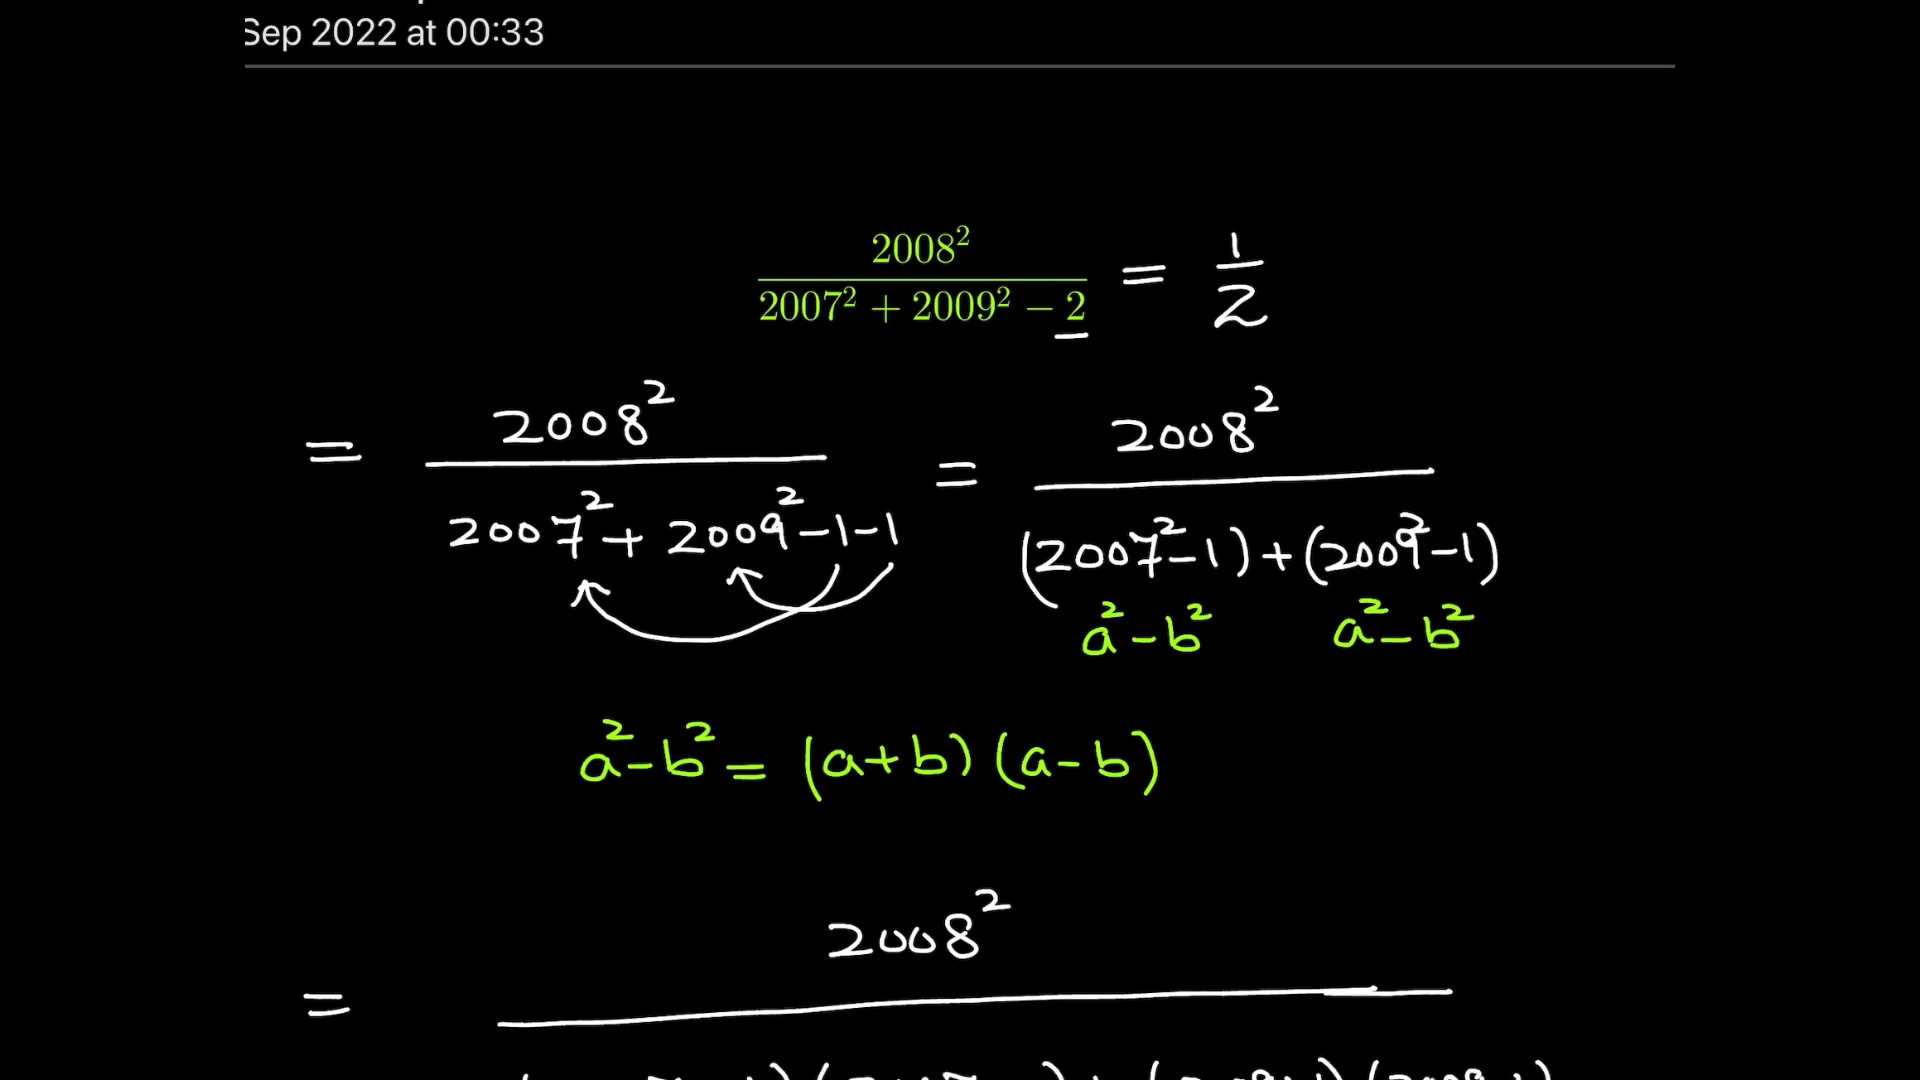 Sep 2022 at 00:33
2008² / (2007² + 2009² − 2) = 1/2
= 2008² / (2007² + 2009² −1−1) = 2008² / ((2007²−1)+(2009²−1))
a²−b² a²−b²
a²−b² = (a+b)(a−b)
= 2008²